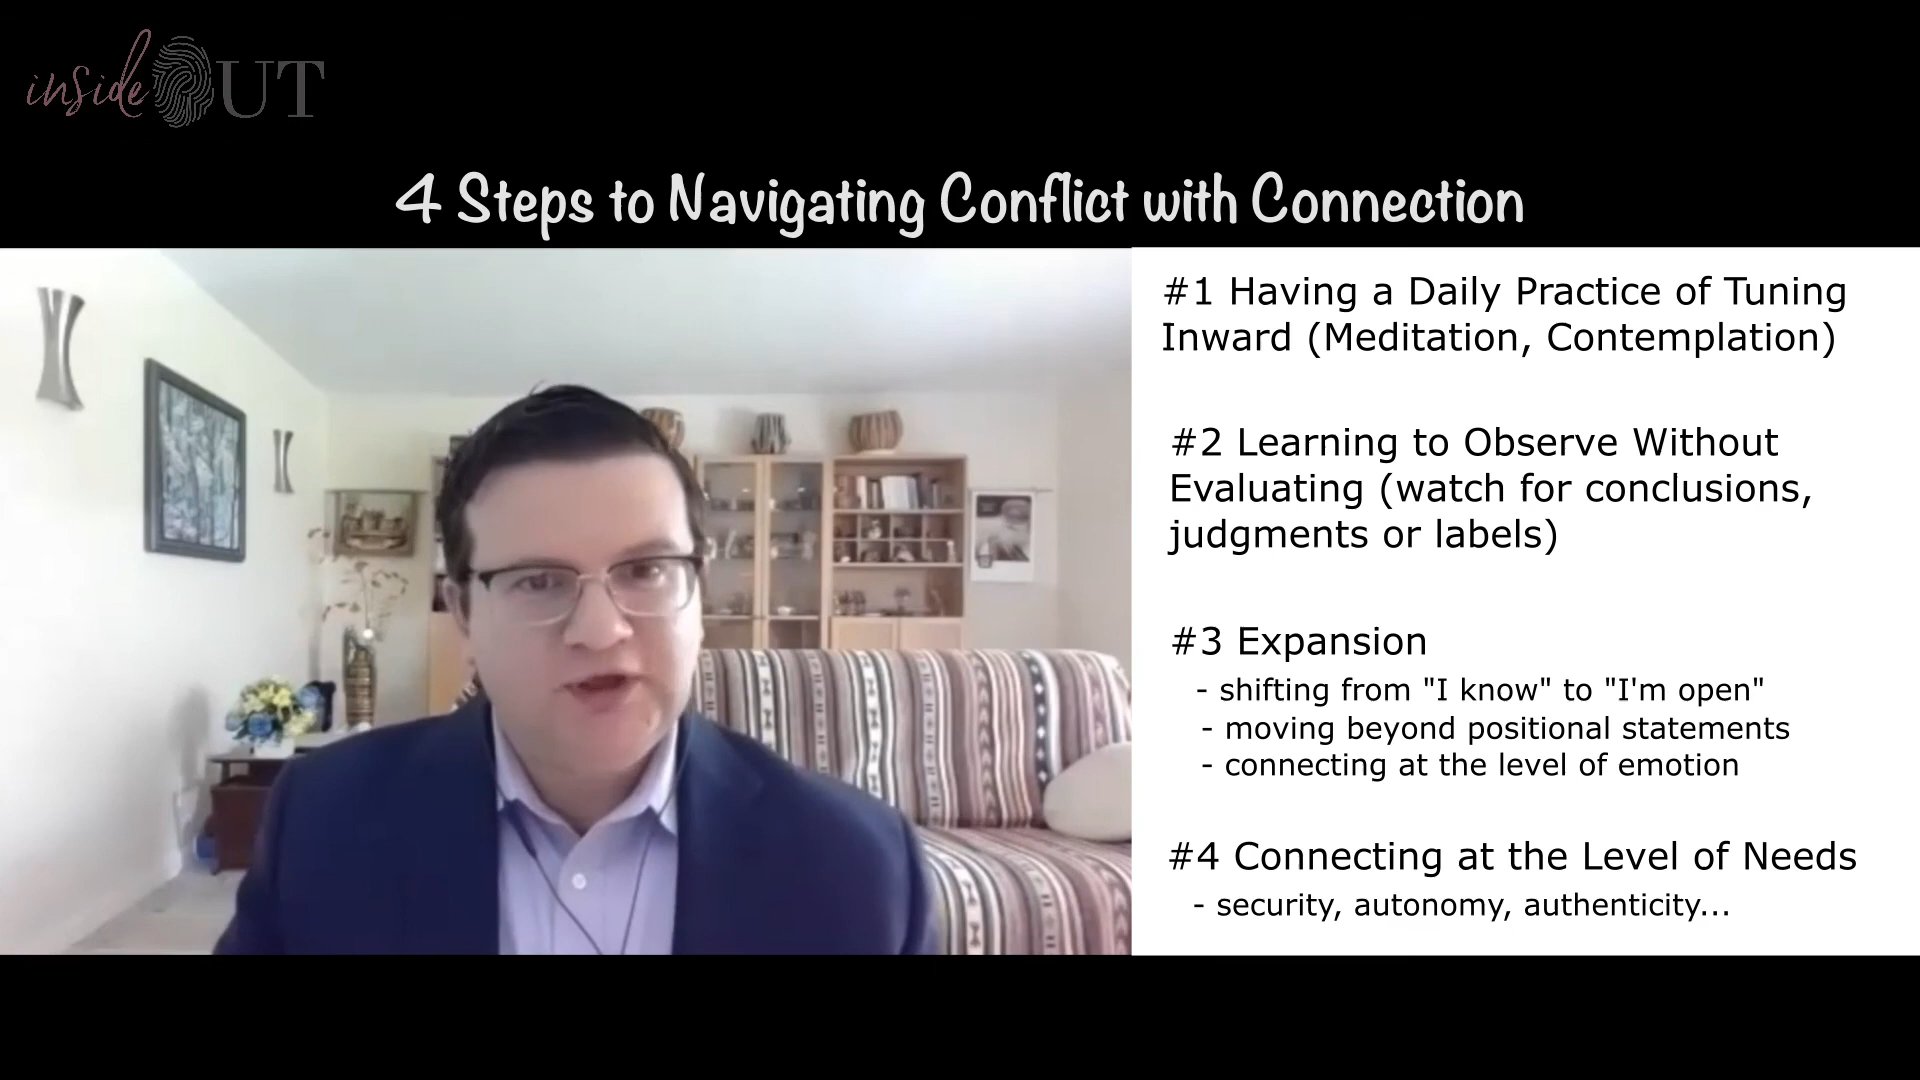 inside OUT
4 Steps to Navigating Conflict with Connection
#1 Having a Daily Practice of Tuning
Inward (Meditation, Contemplation)
#2 Learning to Observe Without
Evaluating (watch for conclusions,
judgments or labels)
#3 Expansion
- shifting from "I know" to "I'm open"
- moving beyond positional statements
- connecting at the level of emotion
#4 Connecting at the Level of Needs
- security, autonomy, authenticity...